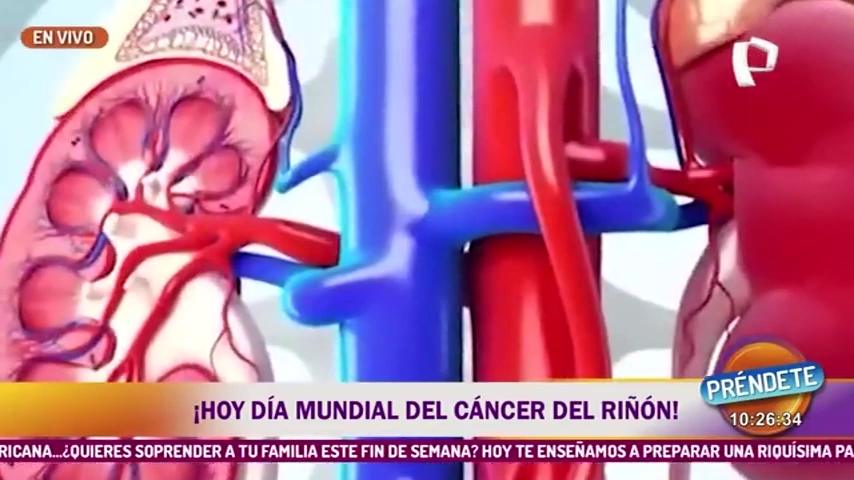 EN VIVO
P
¡HOY DÍA MUNDIAL DEL CÁNCER DEL RIÑÓN!
PRÉNDETE
10:26:34
RICANA...¿QUIERES SOPRENDER A TU FAMILIA ESTE FIN DE SEMANA? HOY TE ENSEÑAMOS A PREPARAR UNA RIQUÍSIMA PA